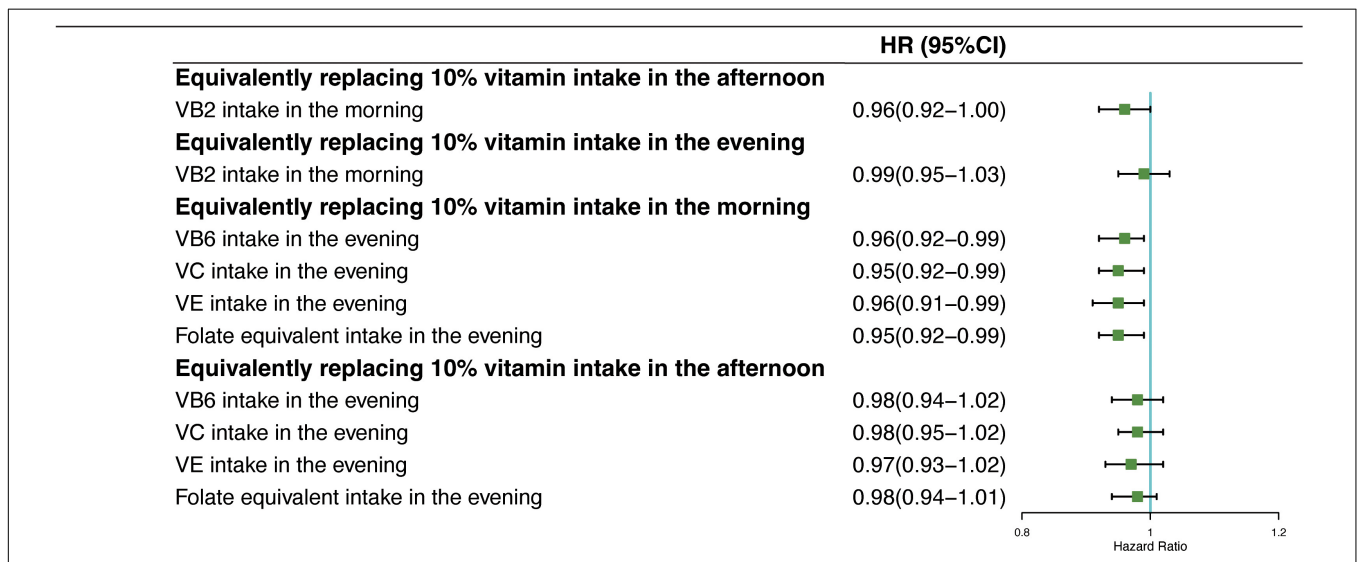 HR (95%CI)
Equivalently replacing 10% vitamin intake in the afternoon
VB2 intake in the morning 0.96(0.92–1.00)
Equivalently replacing 10% vitamin intake in the evening
VB2 intake in the morning 0.99(0.95–1.03)
Equivalently replacing 10% vitamin intake in the morning
VB6 intake in the evening 0.96(0.92–0.99)
VC intake in the evening 0.95(0.92–0.99)
VE intake in the evening 0.96(0.91–0.99)
Folate equivalent intake in the evening 0.95(0.92–0.99)
Equivalently replacing 10% vitamin intake in the afternoon
VB6 intake in the evening 0.98(0.94–1.02)
VC intake in the evening 0.98(0.95–1.02)
VE intake in the evening 0.97(0.93–1.02)
Folate equivalent intake in the evening 0.98(0.94–1.01)
0.8 1 1.2
Hazard Ratio